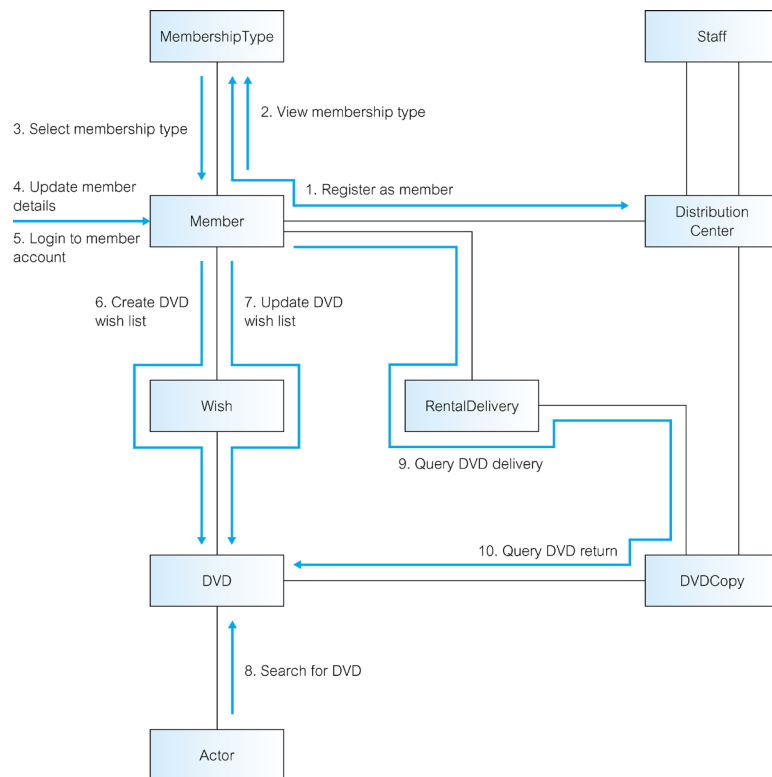 MembershipType
Staff
2. View membership type
3. Select membership type
4. Update member
details
1. Register as member
Member
Distribution
Center
5. Login to member
account
6. Create DVD
wish list
7. Update DVD
wish list
Wish
RentalDelivery
9. Query DVD delivery
10. Query DVD return
DVD
DVDCopy
8. Search for DVD
Actor